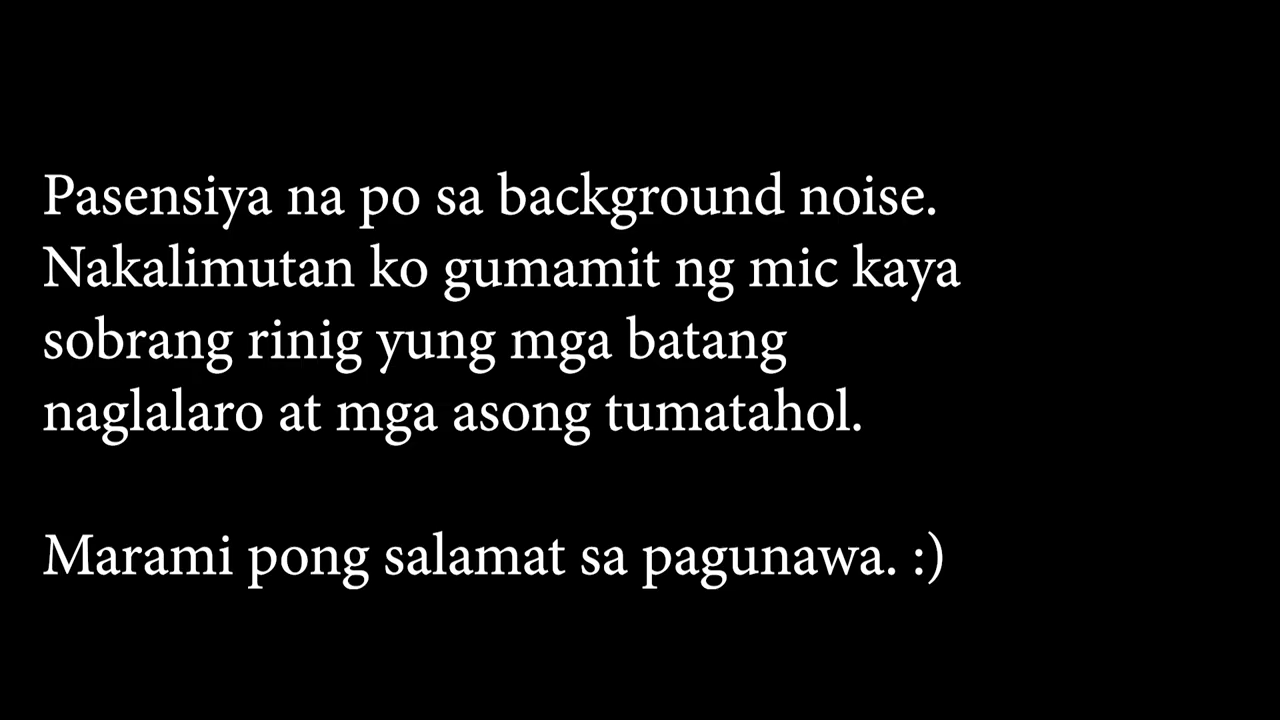 Pasensiya na po sa background noise.
Nakalimutan ko gumamit ng mic kaya
sobrang rinig yung mga batang
naglalaro at mga asong tumatahol.
Marami pong salamat sa pagunawa. :)